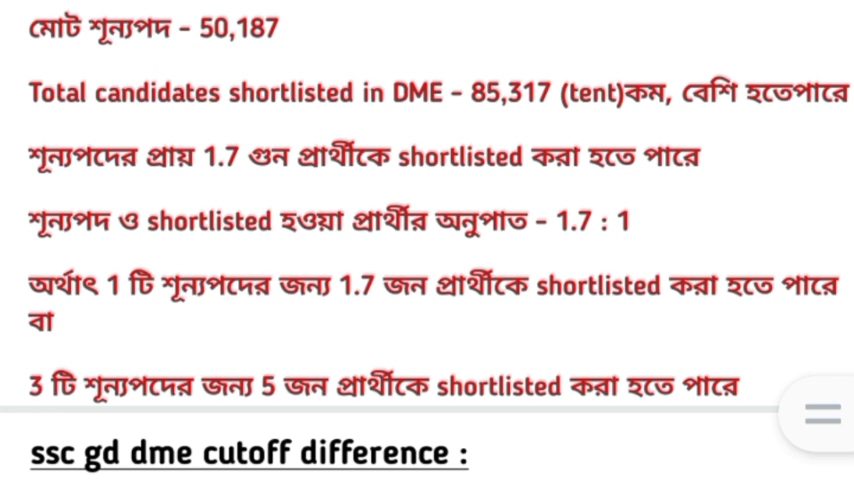 মোট শূন্যপদ - 50,187
Total candidates shortlisted in DME - 85,317 (tent)কম, বেশি হতেপারে
শূন্যপদের প্রায় 1.7 গুন প্রার্থীকে shortlisted করা হতে পারে
শূন্যপদ ও shortlisted হওয়া প্রার্থীর অনুপাত - 1.7 : 1
অর্থাৎ 1 টি শূন্যপদের জন্য 1.7 জন প্রার্থীকে shortlisted করা হতে পারে
বা
3 টি শূন্যপদের জন্য 5 জন প্রার্থীকে shortlisted করা হতে পারে
ssc gd dme cutoff difference :